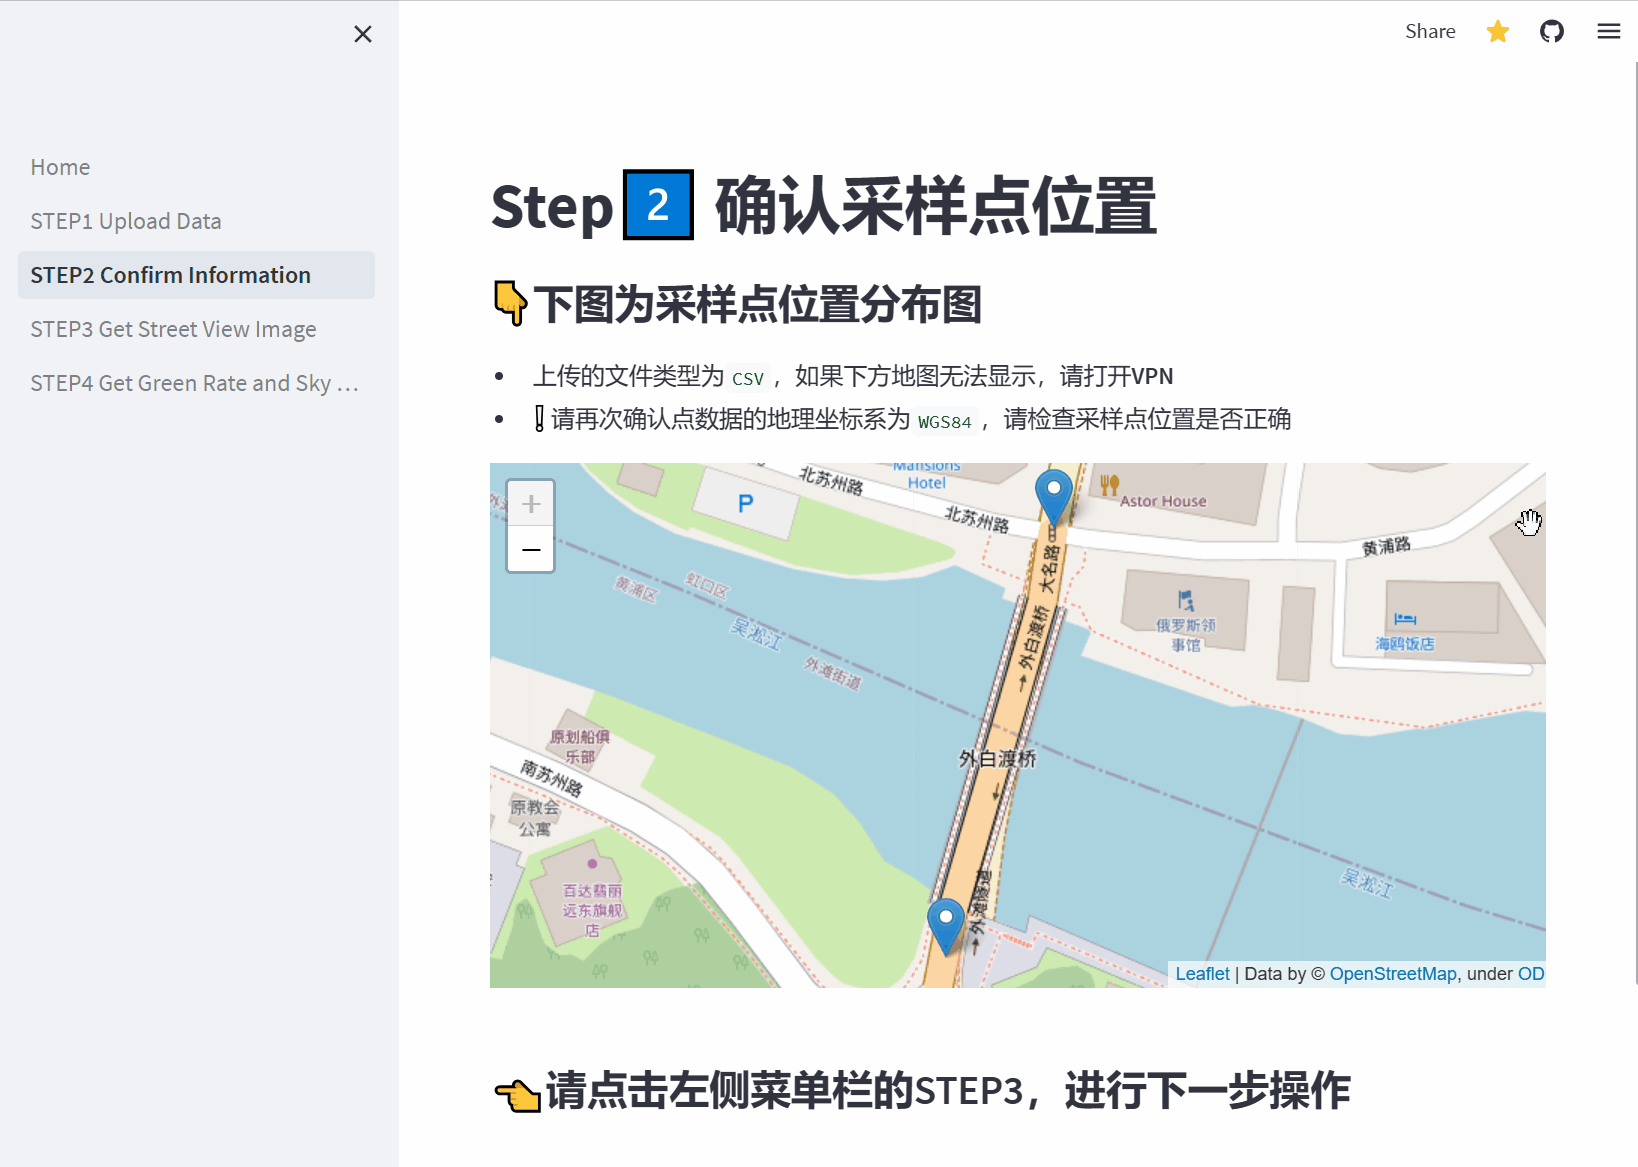 Share
Home
STEP1 Upload Data
STEP2 Confirm Information
STEP3 Get Street View Image
STEP4 Get Green Rate and Sky …
Step 2 确认采样点位置
👇下图为采样点位置分布图
• 上传的文件类型为 CSV ，如果下方地图无法显示，请打开VPN
• ❕请再次确认点数据的地理坐标系为 WGS84 ，请检查采样点位置是否正确
+
−
P
北苏州路
Mansions
Hotel
北苏州路
Astor House
黄浦路
大名路
黄浦区
虹口区
吴淞江
外滩街道
外白渡桥
俄罗斯领
事馆
海鸥饭店
外白渡桥
原划船俱
乐部
南苏州路
原教会
公寓
百达翡丽
远东旗舰
店
外滩隧道
吴淞江
Leaflet | Data by © OpenStreetMap, under OD
👈请点击左侧菜单栏的STEP3，进行下一步操作